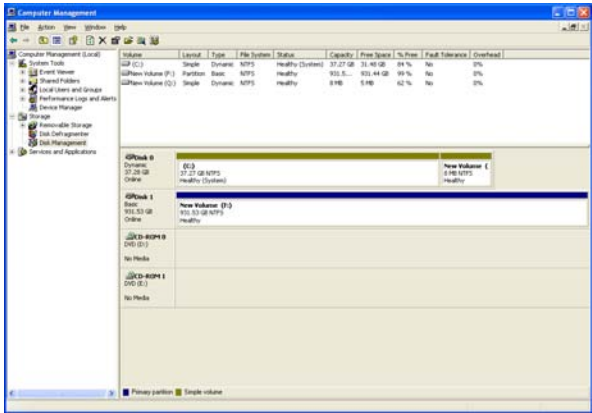 Computer Management
File Action View Window Help
Computer Management (Local)
System Tools
Event Viewer
Shared Folders
Local Users and Groups
Performance Logs and Alerts
Device Manager
Storage
Removable Storage
Disk Defragmenter
Disk Management
Services and Applications
Volume Layout Type File System Status Capacity Free Space % Free Fault Tolerance Overhead
(C:) Simple Dynamic NTFS Healthy (System) 37.27 GB 31.48 GB 84 % No 0%
New Volume (F:) Partition Basic NTFS Healthy 931.5... 931.44 GB 99 % No 0%
New Volume (Q:) Simple Dynamic NTFS Healthy 8 MB 5 MB 62 % No 0%
Disk 0
Dynamic
37.28 GB
Online
(C:)
37.27 GB NTFS
Healthy (System)
New Volume (
8 MB NTFS
Healthy
Disk 1
Basic
931.53 GB
Online
New Volume (F:)
931.53 GB NTFS
Healthy
CD-ROM 0
DVD (D:)
No Media
CD-ROM 1
DVD (E:)
No Media
Primary partition Simple volume